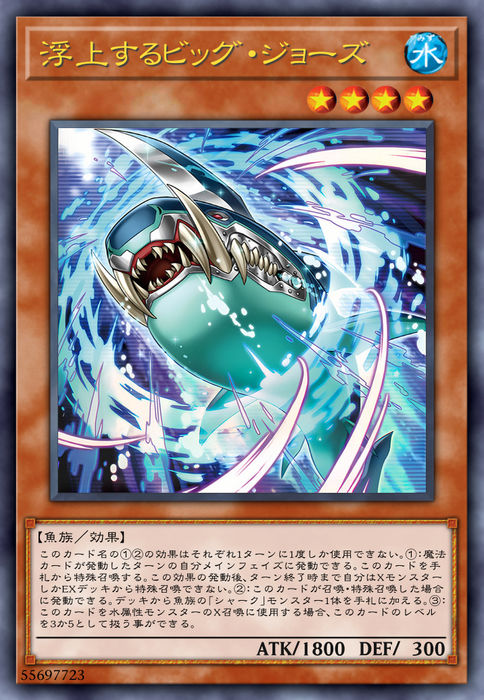 浮上するビッグ・ジョーズ
みず
水
【魚族／効果】
このカード名の①②の効果はそれぞれ1ターンに1度しか使用できない。①：魔法
カードが発動したターンの自分メインフェイズに発動できる。このカードを手
札から特殊召喚する。この効果の発動後、ターン終了時まで自分はXモンスター
しかEXデッキから特殊召喚できない。②：このカードが召喚・特殊召喚した場合
に発動できる。デッキから魚族の「シャーク」モンスター1体を手札に加える。③：
このカードを水属性モンスターのX召喚に使用する場合、このカードのレベル
を3か5として扱う事ができる。
ATK/1800 DEF/ 300
55697723